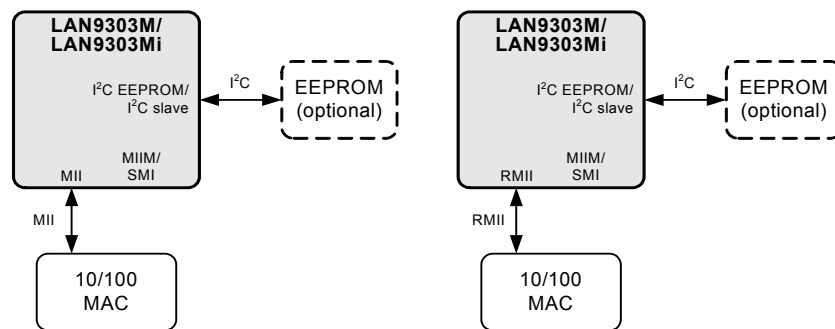 LAN9303M/
LAN9303Mi
I²C EEPROM/
I²C slave
MIIM/
SMI
MII
I²C
EEPROM
(optional)
MII
10/100
MAC
LAN9303M/
LAN9303Mi
I²C EEPROM/
I²C slave
MIIM/
SMI
RMII
I²C
EEPROM
(optional)
RMII
10/100
MAC